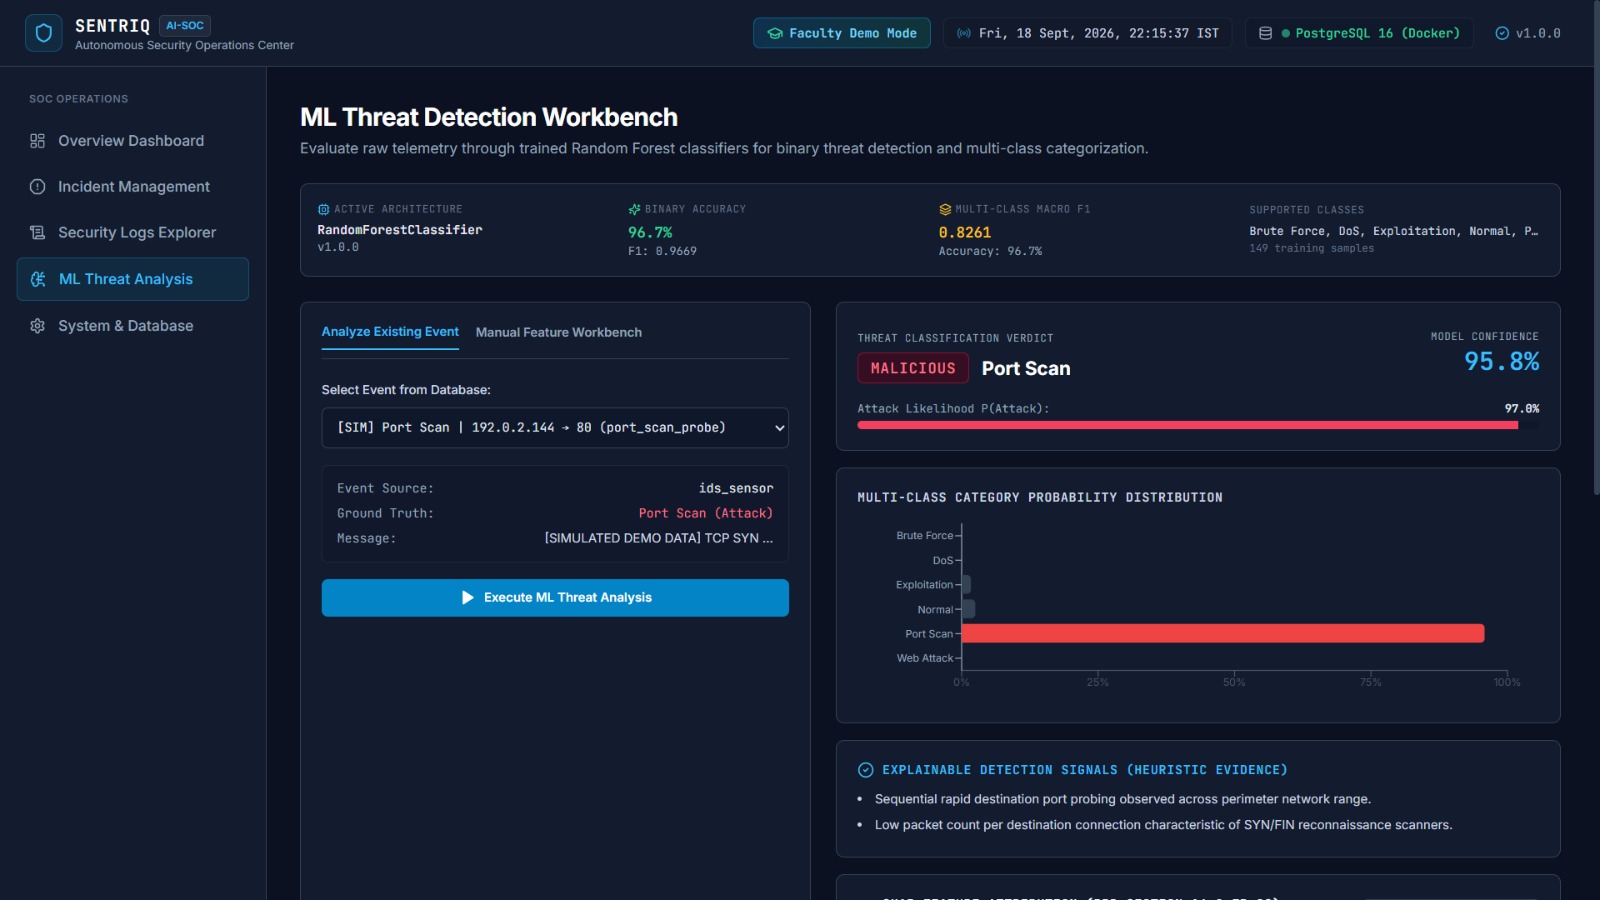 SENTRIQ AI-SOC
Autonomous Security Operations Center
Faculty Demo Mode
Fri, 18 Sept, 2026, 22:15:37 IST
PostgreSQL 16 (Docker)
v1.0.0
SOC OPERATIONS
Overview Dashboard
Incident Management
Security Logs Explorer
ML Threat Analysis
System & Database
ML Threat Detection Workbench
Evaluate raw telemetry through trained Random Forest classifiers for binary threat detection and multi-class categorization.
ACTIVE ARCHITECTURE
RandomForestClassifier
v1.0.0
BINARY ACCURACY
96.7%
F1: 0.9669
MULTI-CLASS MACRO F1
0.8261
Accuracy: 96.7%
SUPPORTED CLASSES
Brute Force, DoS, Exploitation, Normal, P…
149 training samples
Analyze Existing Event
Manual Feature Workbench
Select Event from Database:
[SIM] Port Scan | 192.0.2.144 → 80 (port_scan_probe)
Event Source: ids_sensor
Ground Truth: Port Scan (Attack)
Message: [SIMULATED DEMO DATA] TCP SYN ...
Execute ML Threat Analysis
THREAT CLASSIFICATION VERDICT
MALICIOUS Port Scan
MODEL CONFIDENCE
95.8%
Attack Likelihood P(Attack): 97.0%
MULTI-CLASS CATEGORY PROBABILITY DISTRIBUTION
Brute Force
DoS
Exploitation
Normal
Port Scan
Web Attack
0% 25% 50% 75% 100%
EXPLAINABLE DETECTION SIGNALS (HEURISTIC EVIDENCE)
• Sequential rapid destination port probing observed across perimeter network range.
• Low packet count per destination connection characteristic of SYN/FIN reconnaissance scanners.